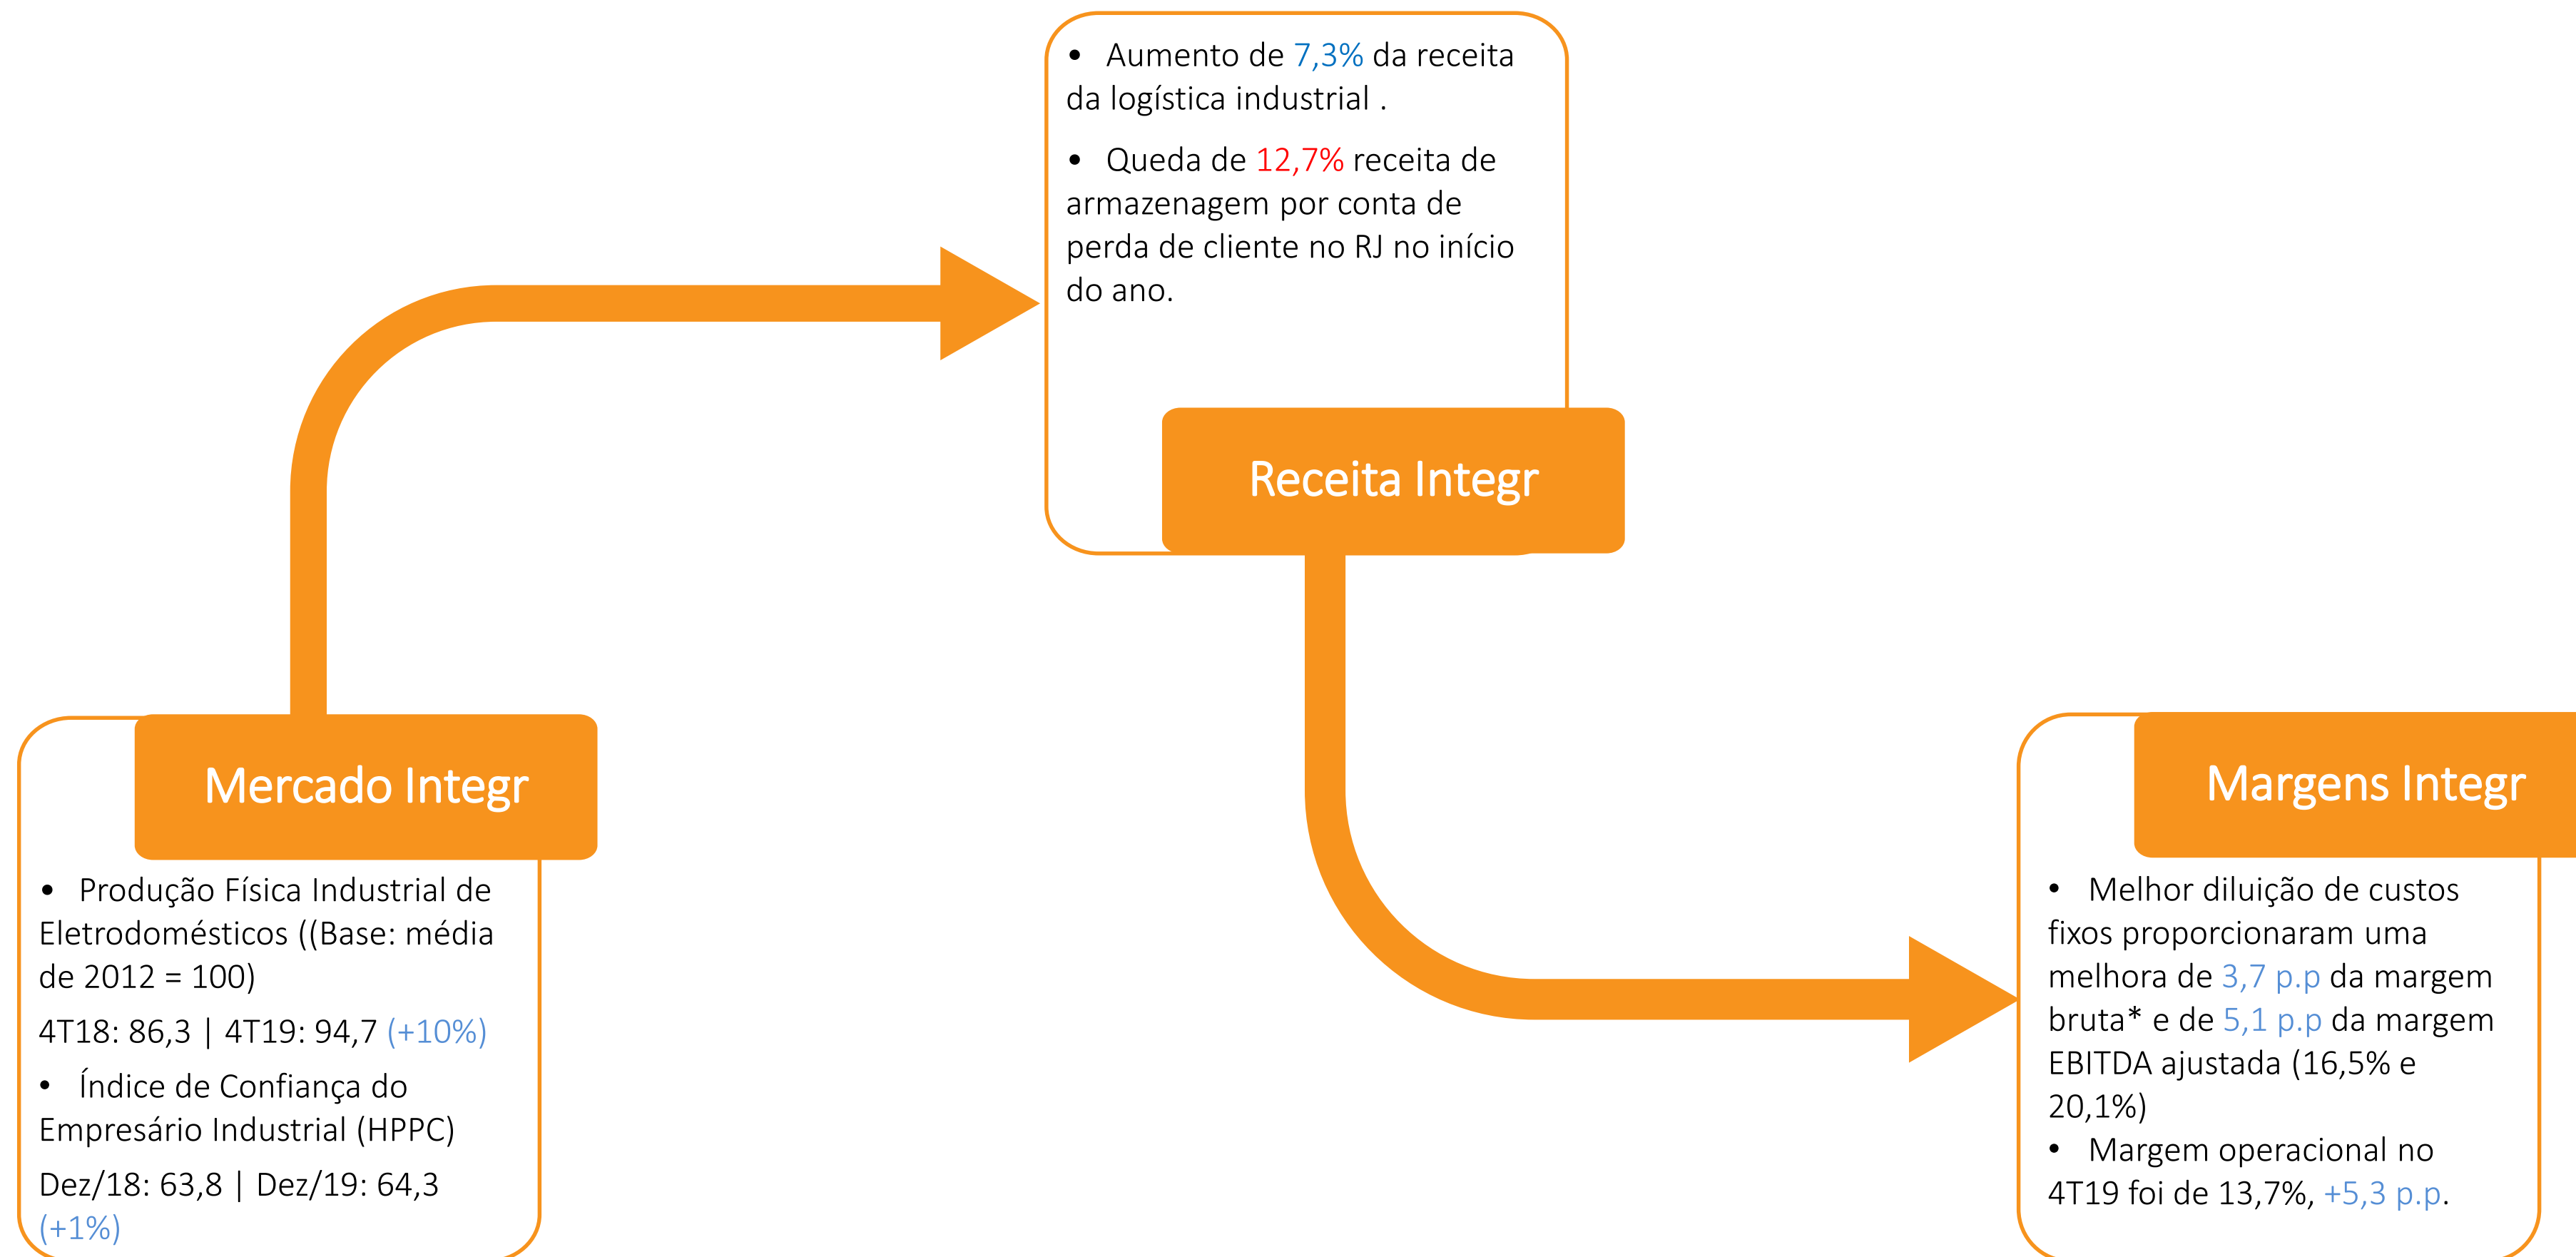 • Aumento de 7,3% da receita
da logística industrial .
• Queda de 12,7% receita de
armazenagem por conta de
perda de cliente no RJ no início
do ano.
Receita Integr
Mercado Integr
• Produção Física Industrial de
Eletrodomésticos ((Base: média
de 2012 = 100)
4T18: 86,3 | 4T19: 94,7 (+10%)
• Índice de Confiança do
Empresário Industrial (HPPC)
Dez/18: 63,8 | Dez/19: 64,3
(+1%)
Margens Integr
• Melhor diluição de custos
fixos proporcionaram uma
melhora de 3,7 p.p da margem
bruta* e de 5,1 p.p da margem
EBITDA ajustada (16,5% e
20,1%)
• Margem operacional no
4T19 foi de 13,7%, +5,3 p.p.